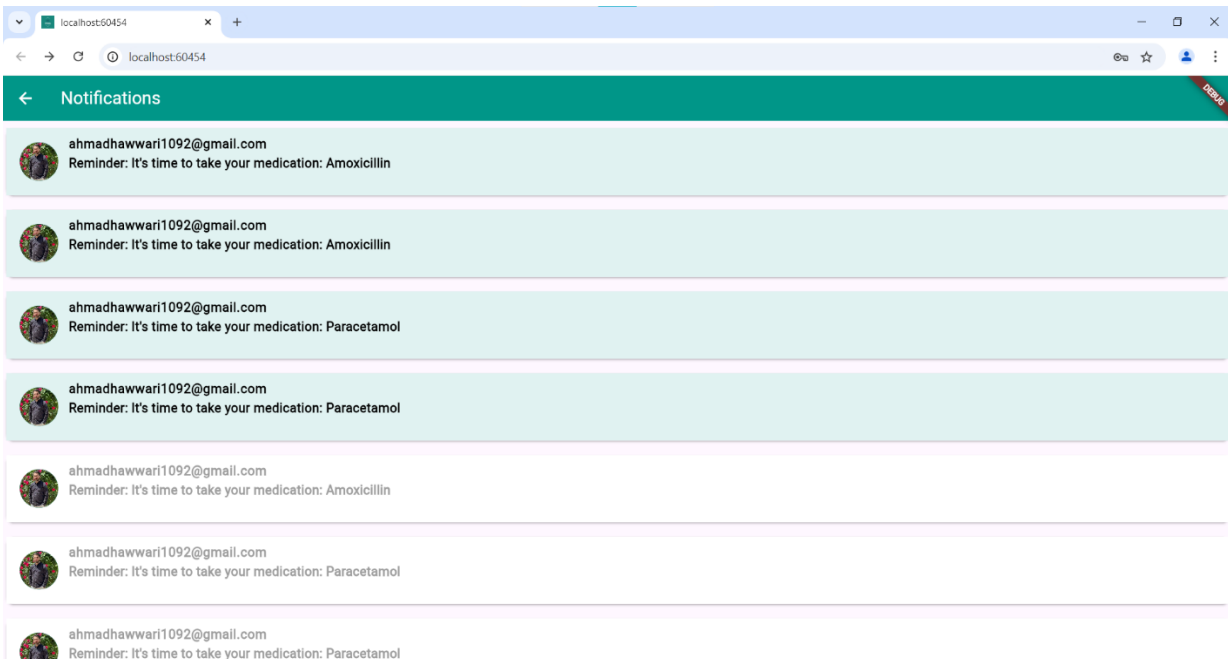 localhost:60454
localhost:60454
Notifications
DEBUG
ahmadhawwari1092@gmail.com
Reminder: It's time to take your medication: Amoxicillin
ahmadhawwari1092@gmail.com
Reminder: It's time to take your medication: Amoxicillin
ahmadhawwari1092@gmail.com
Reminder: It's time to take your medication: Paracetamol
ahmadhawwari1092@gmail.com
Reminder: It's time to take your medication: Paracetamol
ahmadhawwari1092@gmail.com
Reminder: It's time to take your medication: Amoxicillin
ahmadhawwari1092@gmail.com
Reminder: It's time to take your medication: Paracetamol
ahmadhawwari1092@gmail.com
Reminder: It's time to take your medication: Paracetamol